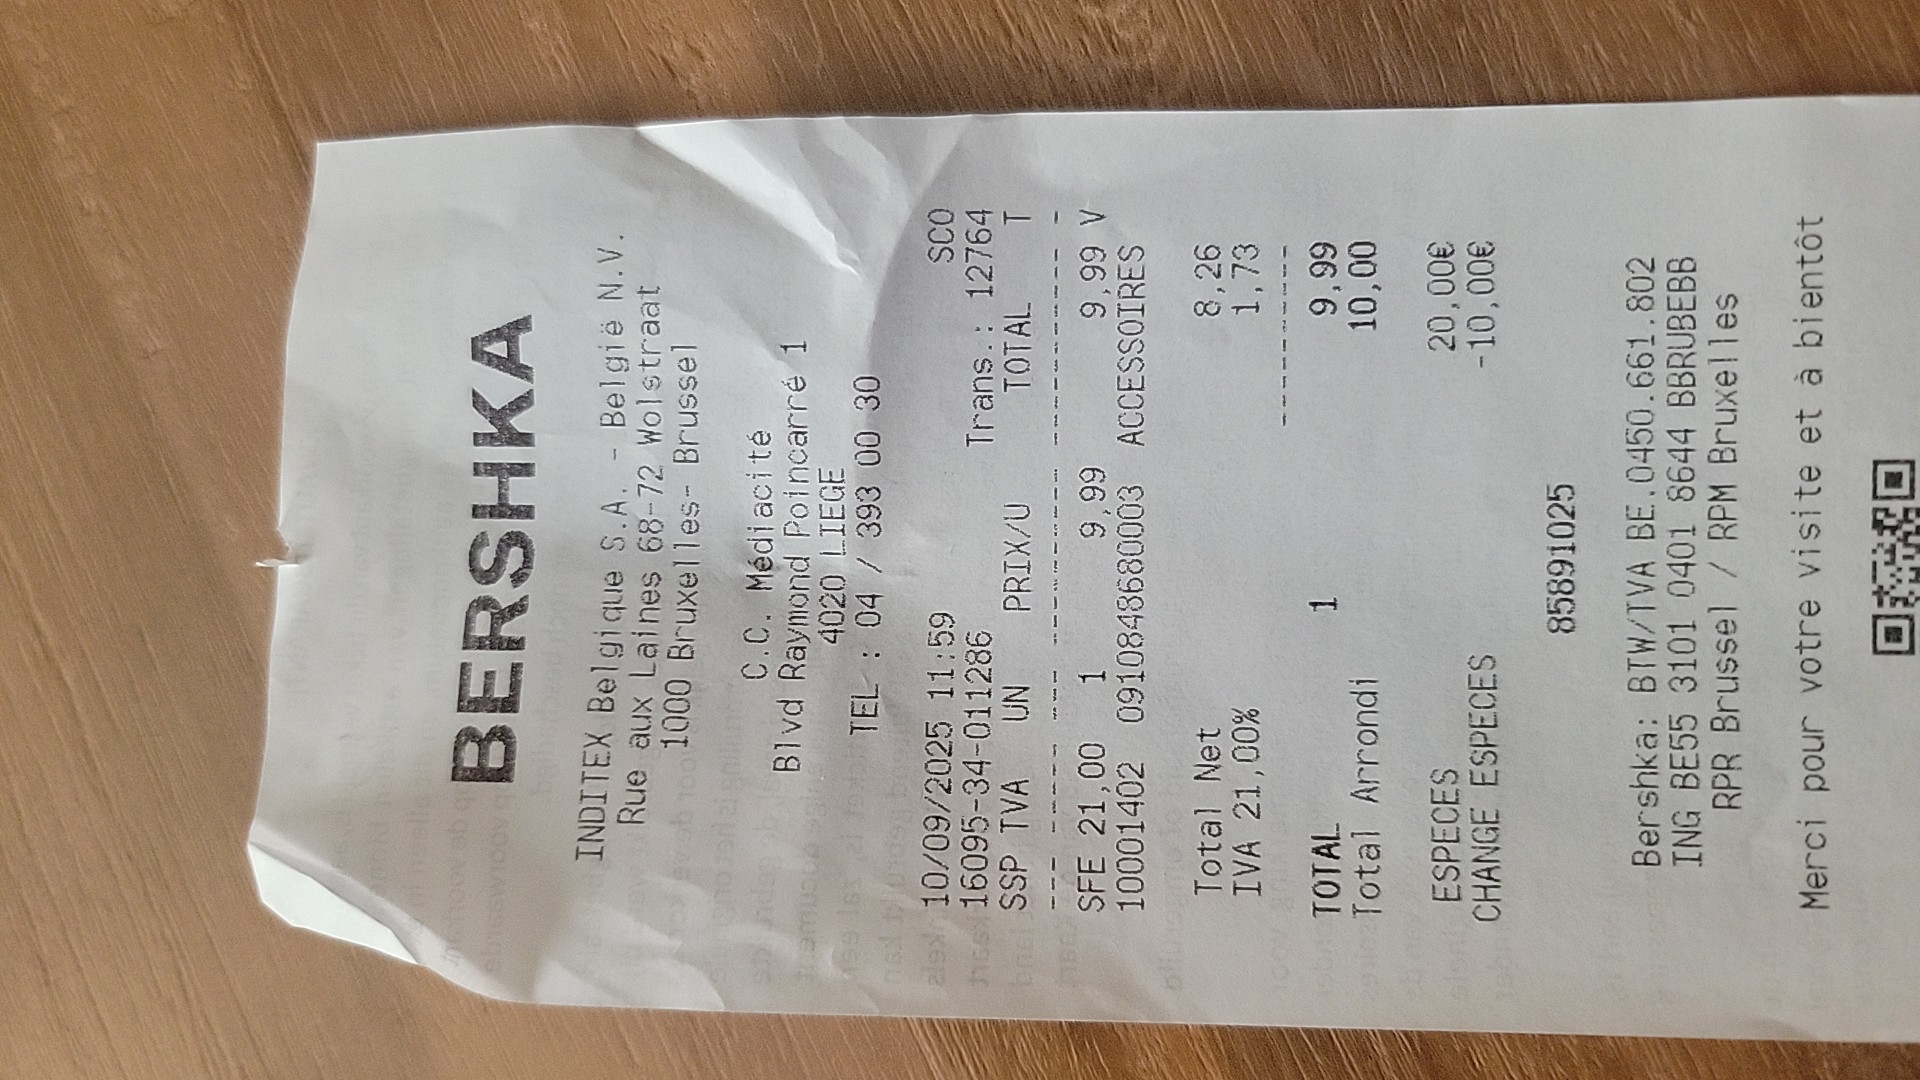 BERSHKA
INDITEX Belgique S.A. - België N.V.
Rue aux Laines 68-72 Wolstraat
1000 Bruxelles- Brussel
C.C. Médiacité
Blvd Raymond Poincarré 1
4020 LIEGE
TEL : 04 / 393 00 30
10/09/2025 11:59 SCO
16095-34-011286 Trans.: 12764
SSP TVA UN PRIX/U TOTAL T
SFE 21,00 1 9,99 9,99 V
10001402 09108486800003 ACCESSOIRES
Total Net 8,26
IVA 21,00% 1,73
TOTAL 1 9,99
Total Arrondi 10,00
ESPECES 20,00€
CHANGE ESPECES -10,00€
85891025
Bershka: BTW/TVA BE.0450.661.802
ING BE55 3101 0401 8644 BBRUBEBB
RPR Brussel / RPM Bruxelles
Merci pour votre visite et à bientôt